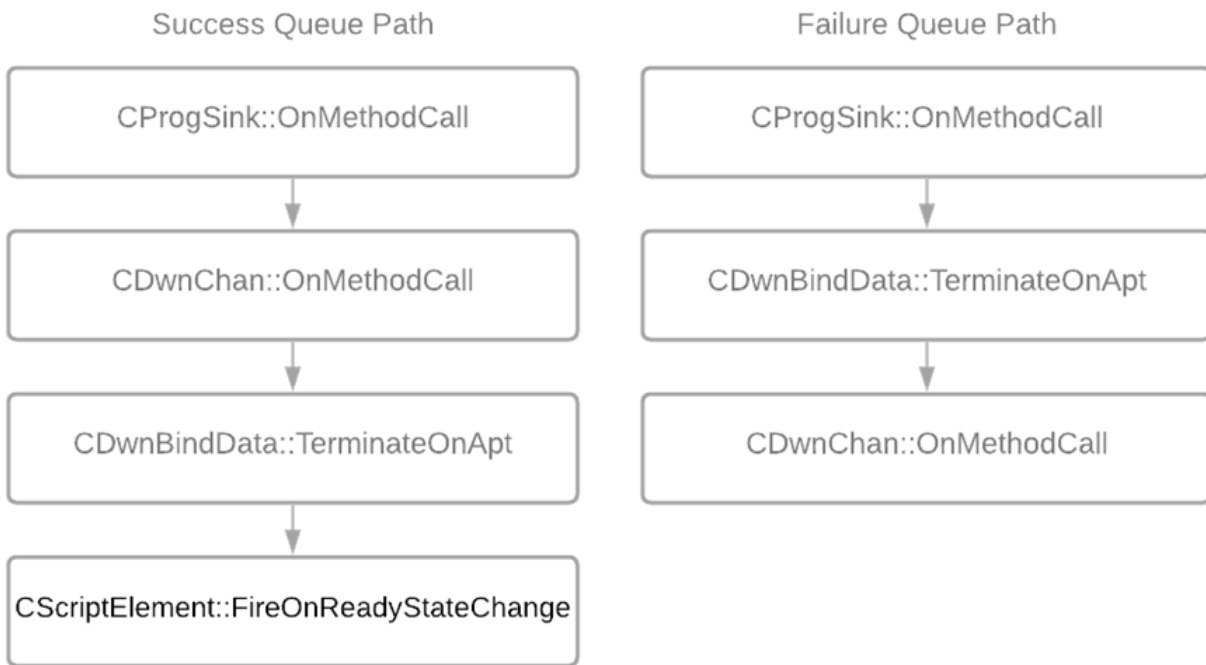 Success Queue Path
CProgSink::OnMethodCall
CDwnChan::OnMethodCall
CDwnBindData::TerminateOnApt
CScriptElement::FireOnReadyStateChange
Failure Queue Path
CProgSink::OnMethodCall
CDwnBindData::TerminateOnApt
CDwnChan::OnMethodCall